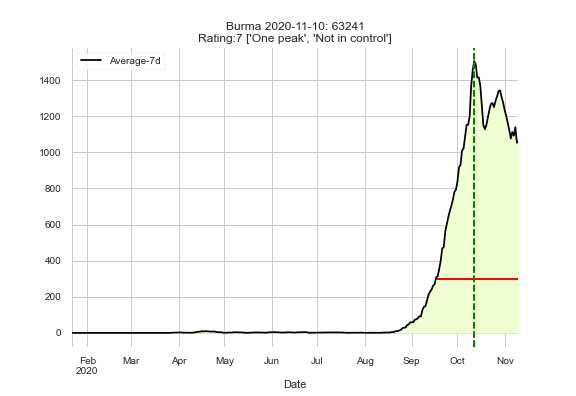 Burma 2020-11-10: 63241
Rating:7 ['One peak', 'Not in control']
Average-7d
1400
1200
1000
800
600
400
200
0
Feb Mar Apr May Jun Jul Aug Sep Oct Nov
2020
Date